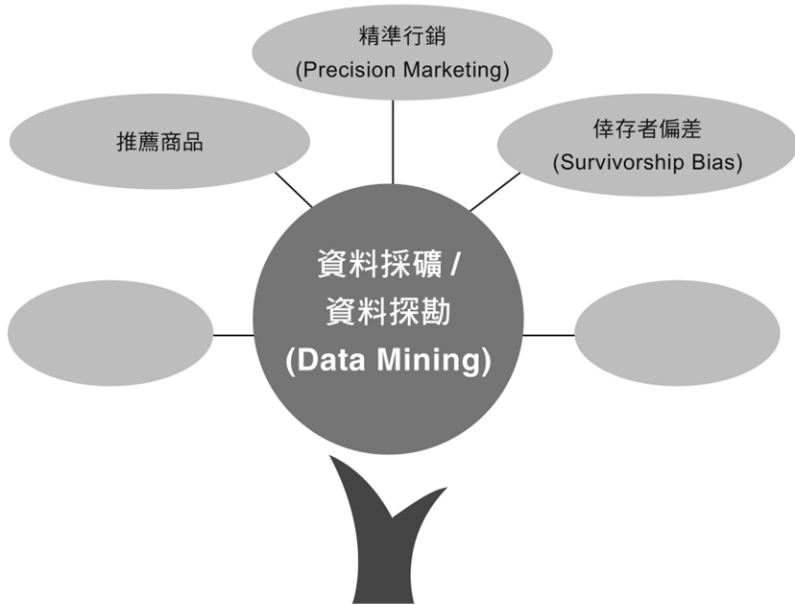 精準行銷
(Precision Marketing)
推薦商品
倖存者偏差
(Survivorship Bias)
資料採礦 /
資料探勘
(Data Mining)